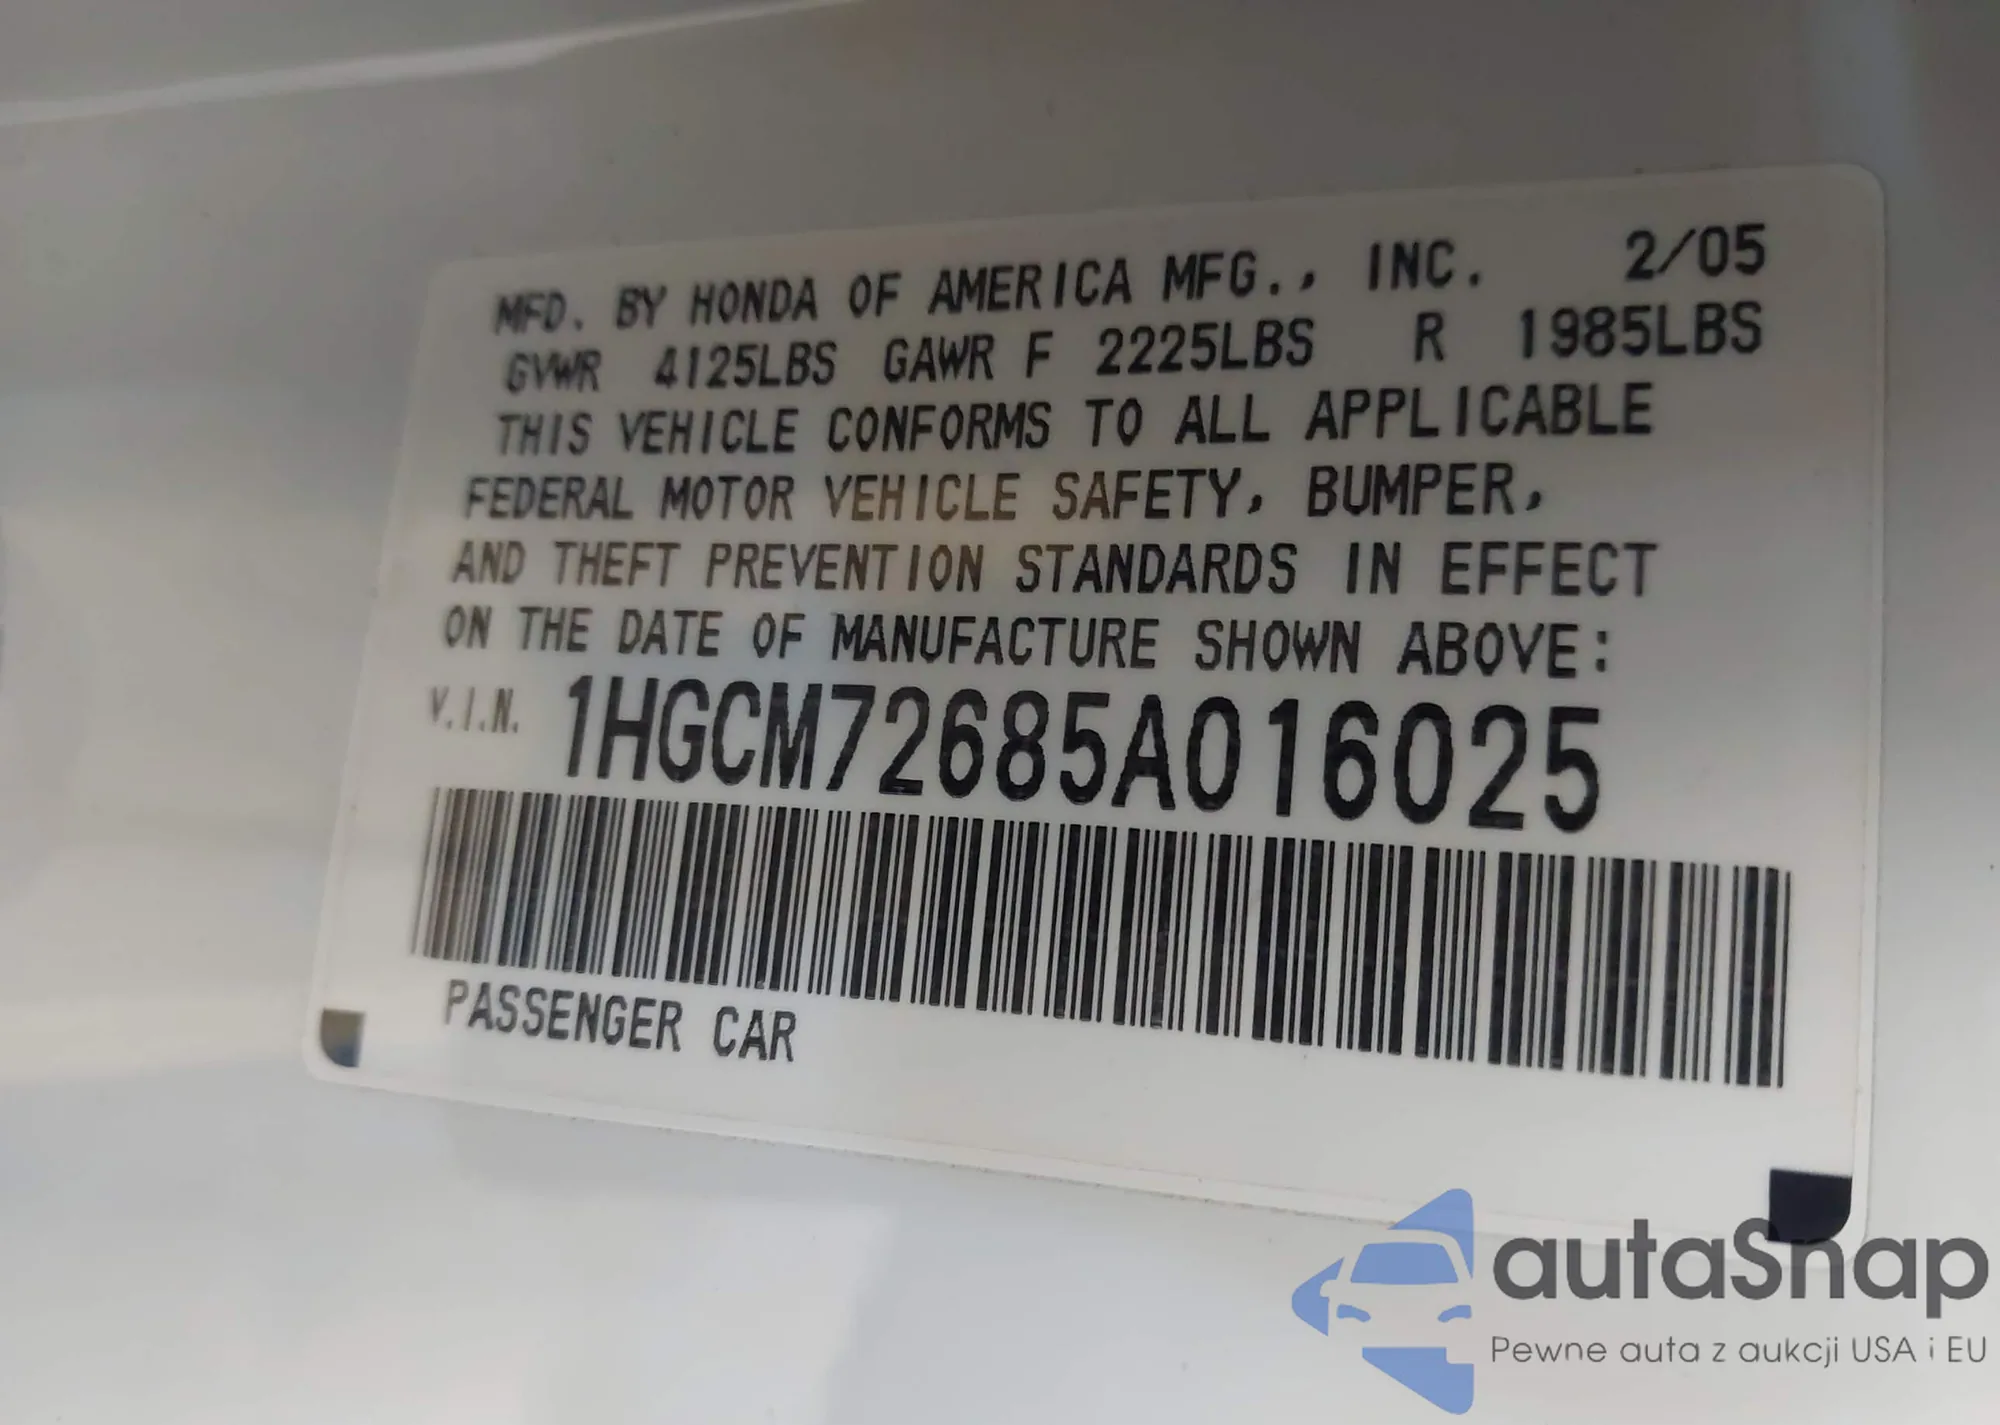 MFD. BY HONDA OF AMERICA MFG., INC. 2/05
GVWR 4125LBS GAWR F 2225LBS R 1985LBS
THIS VEHICLE CONFORMS TO ALL APPLICABLE
FEDERAL MOTOR VEHICLE SAFETY, BUMPER,
AND THEFT PREVENTION STANDARDS IN EFFECT
ON THE DATE OF MANUFACTURE SHOWN ABOVE:
V.I.N. 1HGCM72685A016025
PASSENGER CAR
autaSnap
Pewne auta z aukcji USA i EU